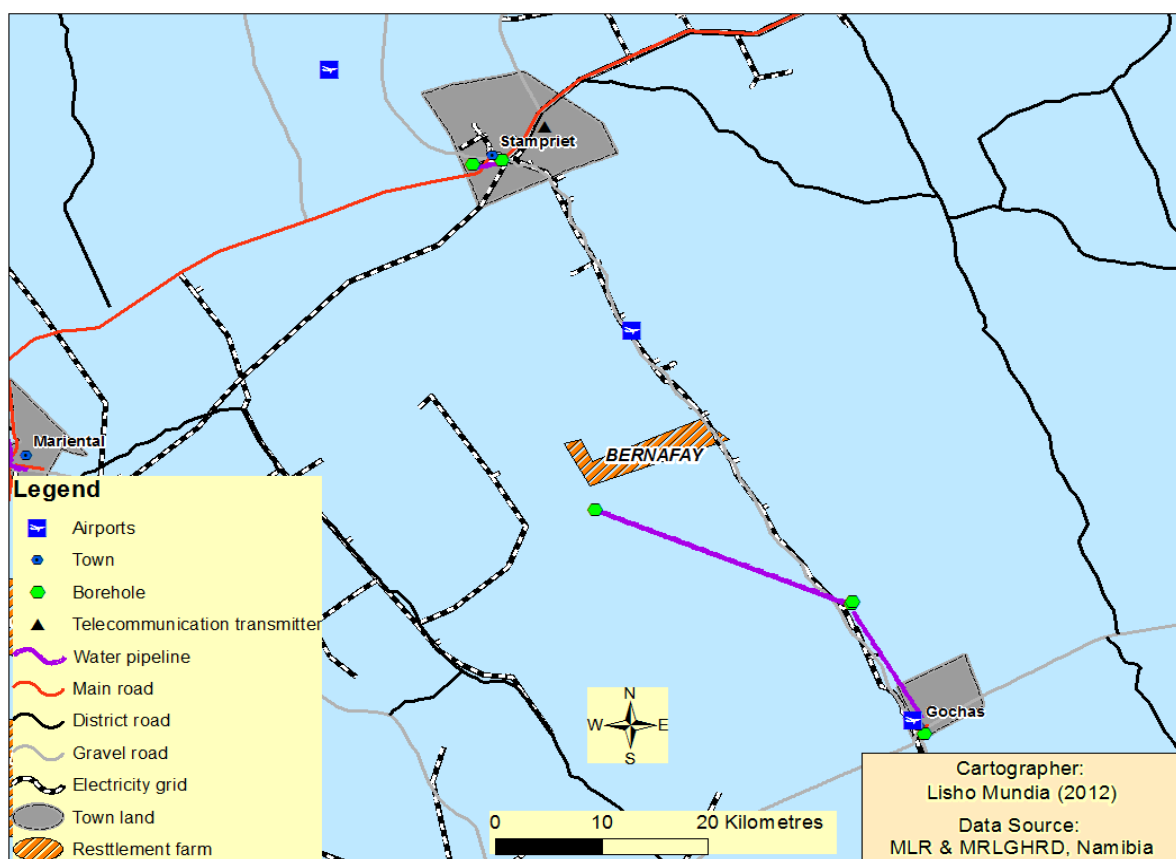 Stampriet
Mariental
BERNAFAY
Legend
Airports
Town
Borehole
Telecommunication transmitter
Water pipeline
Main road
District road
Gravel road
Electricity grid
Town land
Resttlement farm
N
W E
S
Gochas
0 10 20 Kilometres
Cartographer:
Lisho Mundia (2012)
Data Source:
MLR & MRLGHRD, Namibia